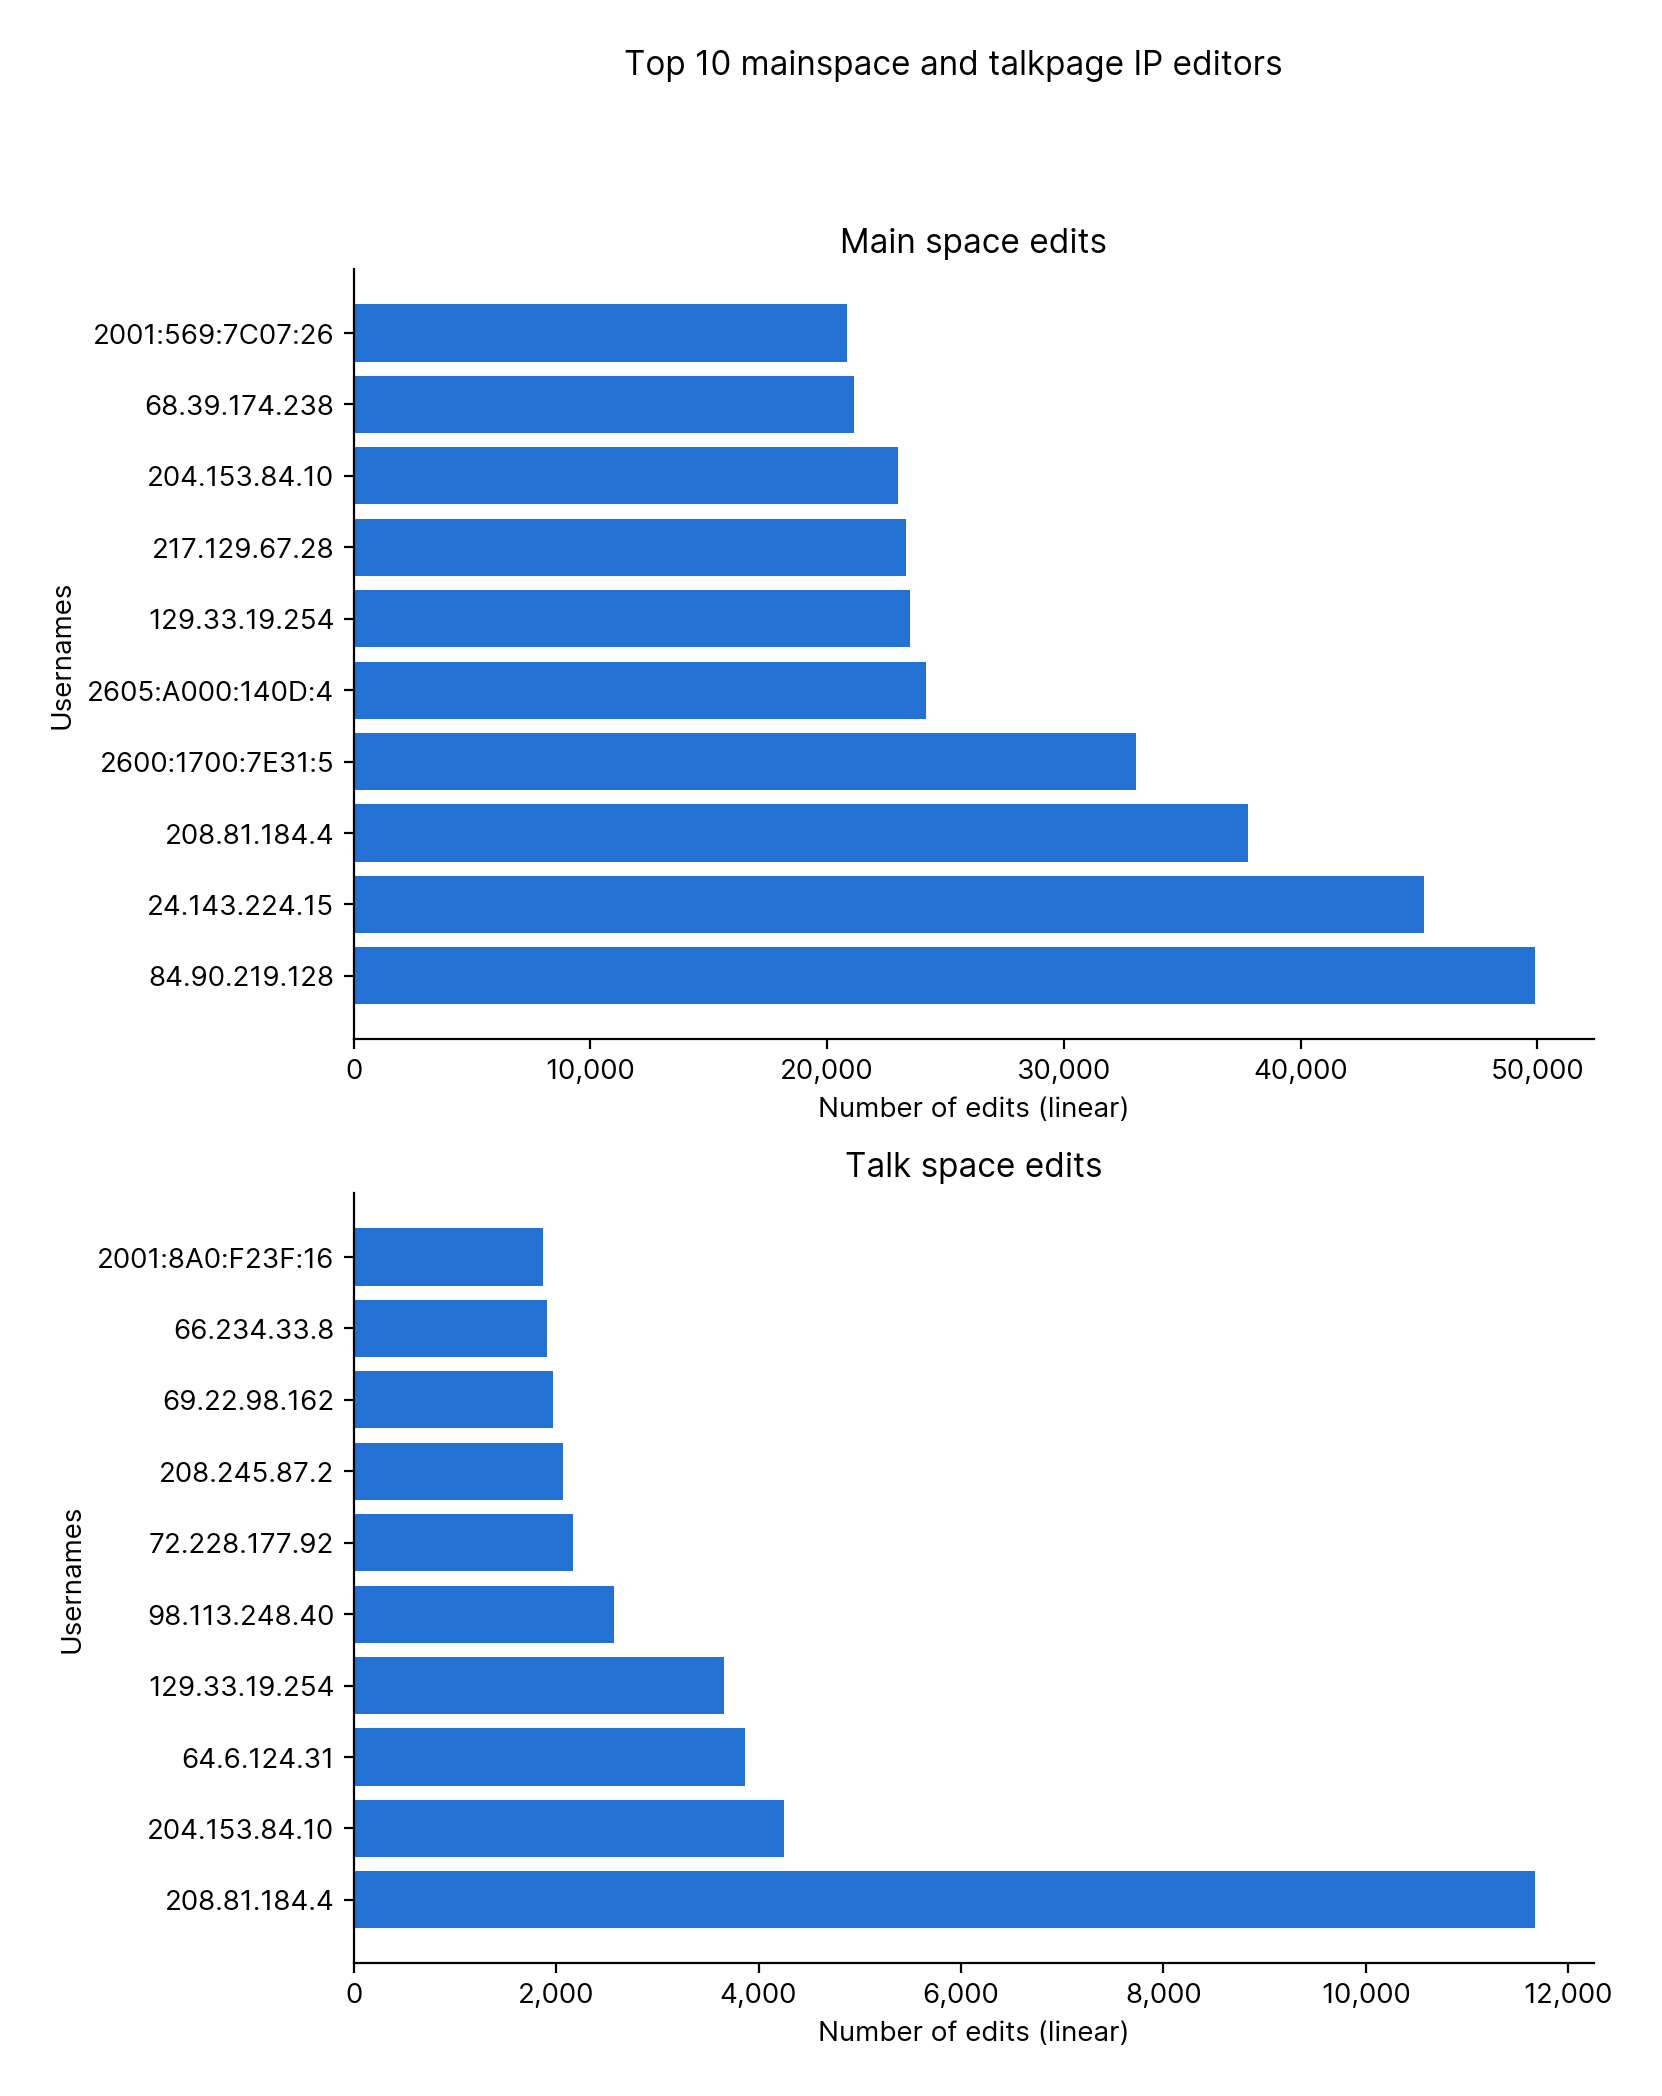 Top 10 mainspace and talkpage IP editors
Main space edits
Usernames
2001:569:7C07:26
68.39.174.238
204.153.84.10
217.129.67.28
129.33.19.254
2605:A000:140D:4
2600:1700:7E31:5
208.81.184.4
24.143.224.15
84.90.219.128
0 10,000 20,000 30,000 40,000 50,000
Number of edits (linear)
Talk space edits
Usernames
2001:8A0:F23F:16
66.234.33.8
69.22.98.162
208.245.87.2
72.228.177.92
98.113.248.40
129.33.19.254
64.6.124.31
204.153.84.10
208.81.184.4
0 2,000 4,000 6,000 8,000 10,000 12,000
Number of edits (linear)